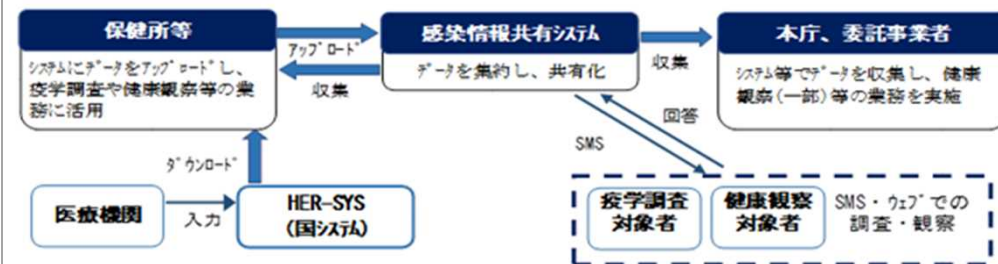 保健所等
システムにデータをアップロードし、
疫学調査や健康観察等の業
務に活用
アップロード
収集
感染情報共有システム
データを集約し、共有化
収集
本庁、委託事業者
システム等でデータを収集し、健康
観察(一部)等の業務を実施
ダウンロード
SMS
回答
医療機関
入力
HER-SYS
(国システム)
疫学調査
対象者
健康観察
対象者
SMS・ウェブでの
調査・観察